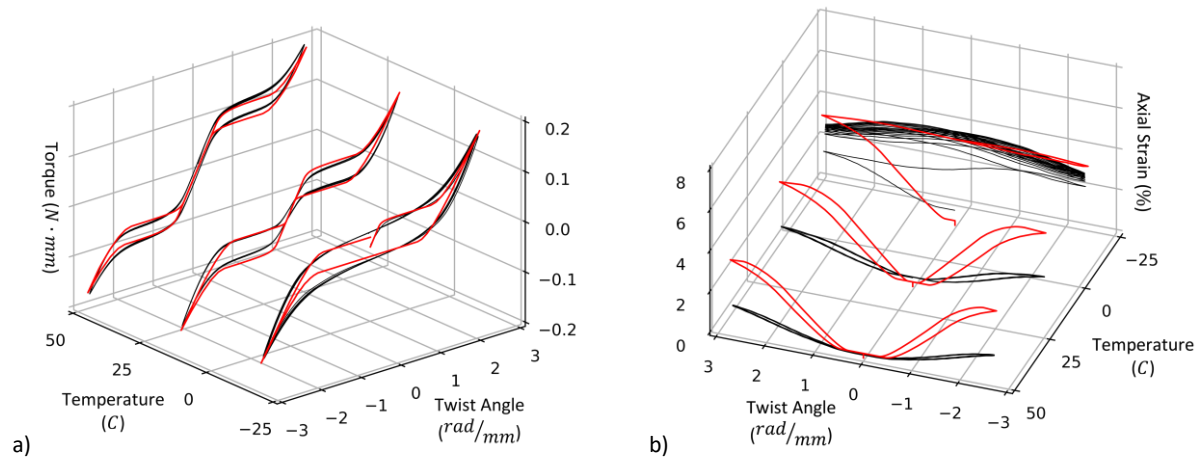 Torque (N · mm)
0.2
0.1
0.0
−0.1
−0.2
50
25
0
−25
Temperature
(C)
−3
−2
−1
0
1
2
3
Twist Angle
(rad/mm)
a)
8
6
4
2
0
Axial Strain (%)
3
2
1
0
−1
−2
−3
Twist Angle
(rad/mm)
−25
0
25
50
Temperature
(C)
b)